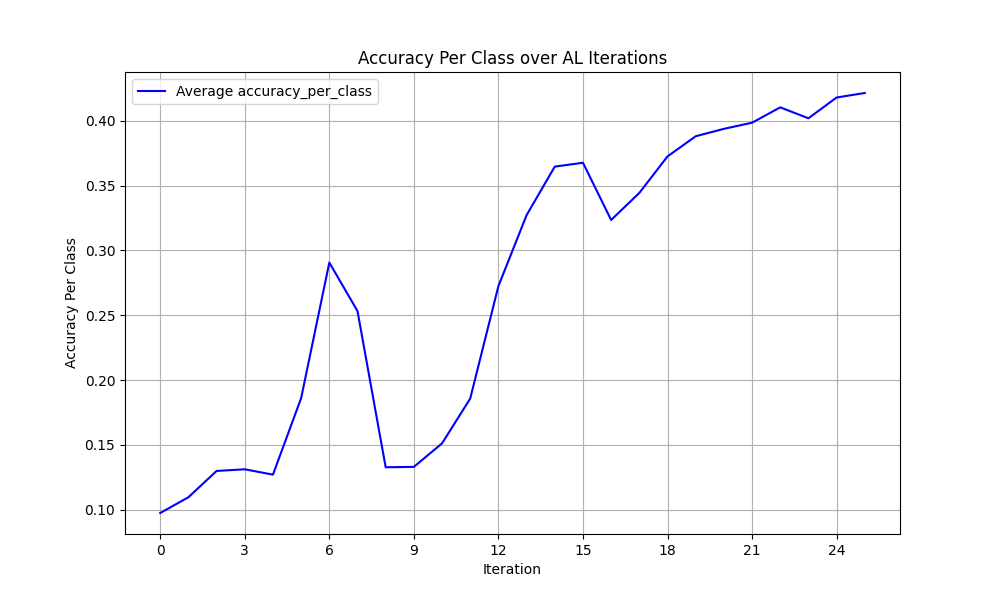 Accuracy Per Class over AL Iterations
Average accuracy_per_class
Accuracy Per Class
0.40
0.35
0.30
0.25
0.20
0.15
0.10
0 3 6 9 12 15 18 21 24
Iteration